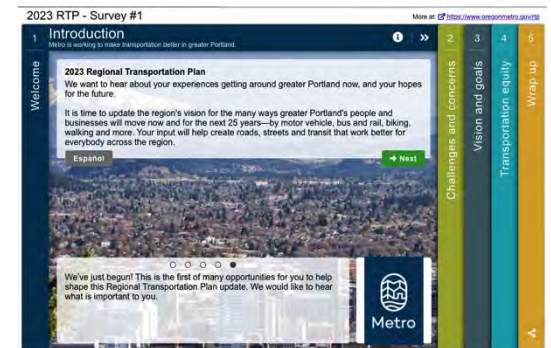 2023 RTP - Survey #1
More at: https://www.oregonmetro.gov/rtp
1
Introduction
Metro is working to make transportation better in greater Portland.
i
»
Welcome
2023 Regional Transportation Plan
We want to hear about your experiences getting around greater Portland now, and your hopes
for the future.
It is time to update the region's vision for the many ways greater Portland's people and
businesses will move now and for the next 25 years—by motor vehicle, bus and rail, biking,
walking and more. Your input will help create roads, streets and transit that work better for
everybody across the region.
Español
➔ Next
We've just begun! This is the first of many opportunities for you to help
shape this Regional Transportation Plan update. We would like to hear
what is important to you.
Metro
2
Challenges and concerns
3
Vision and goals
4
Transportation equity
5
Wrap up